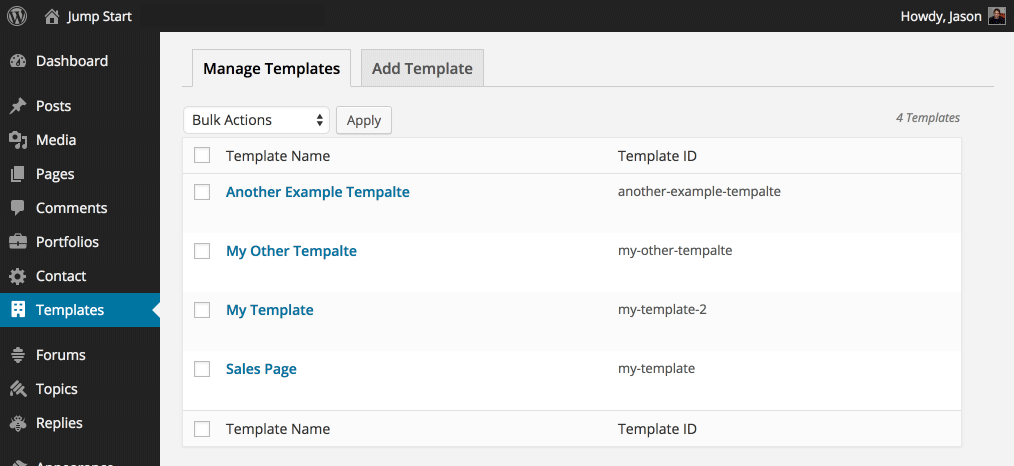 Jump Start
Howdy, Jason
Dashboard
Posts
Media
Pages
Comments
Portfolios
Contact
Templates
Forums
Topics
Replies
Appearance
Manage Templates
Add Template
Bulk Actions
Apply
4 Templates
Template Name
Template ID
Another Example Tempalte
another-example-tempalte
My Other Tempalte
my-other-tempalte
My Template
my-template-2
Sales Page
my-template
Template Name
Template ID